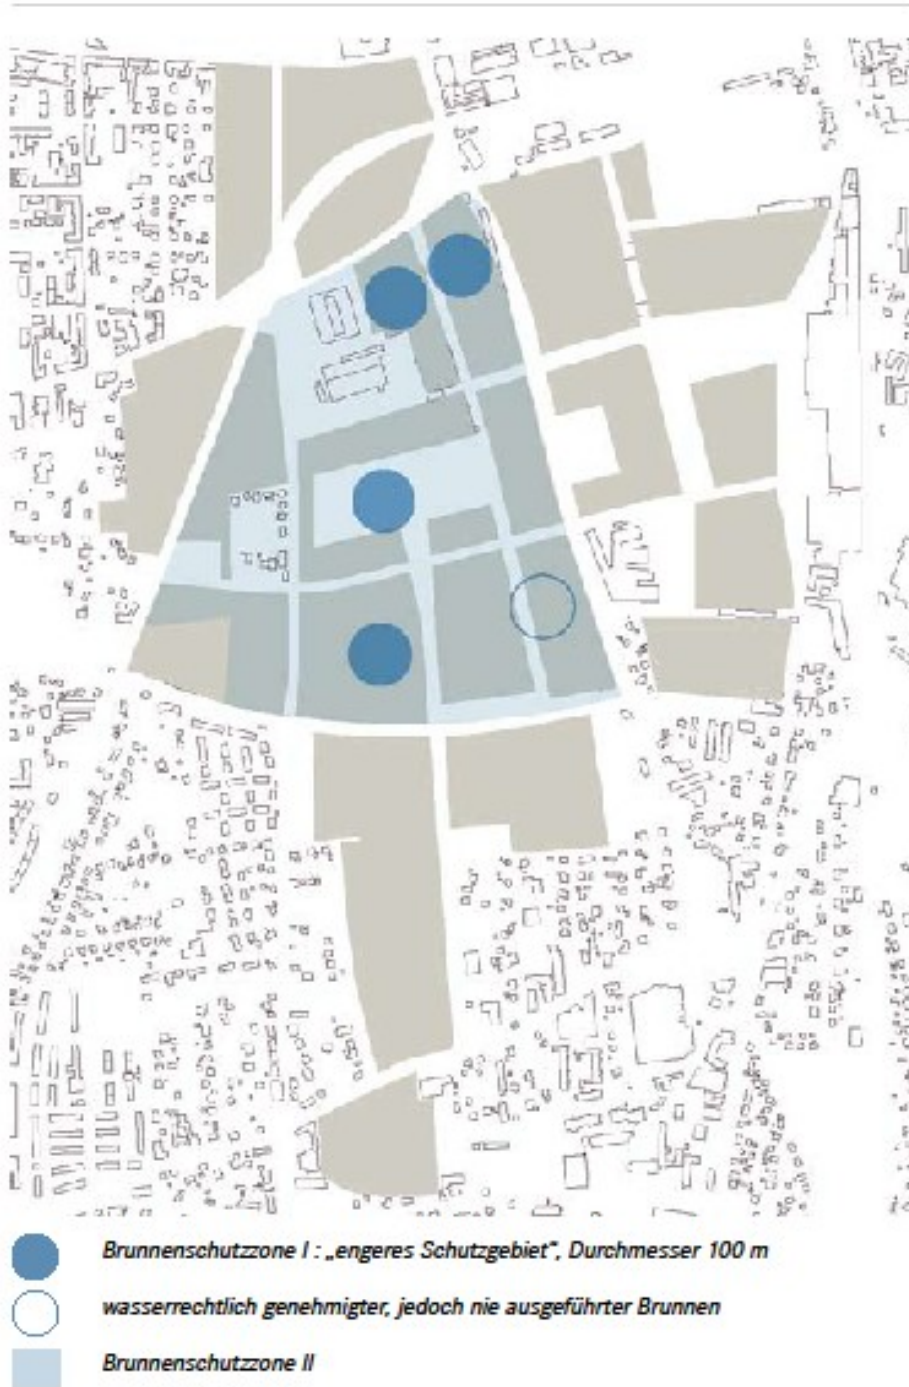 Brunnenschutzzone I : „engeres Schutzgebiet“, Durchmesser 100 m
wasserrechtlich genehmigter, jedoch nie ausgeführter Brunnen
Brunnenschutzzone II